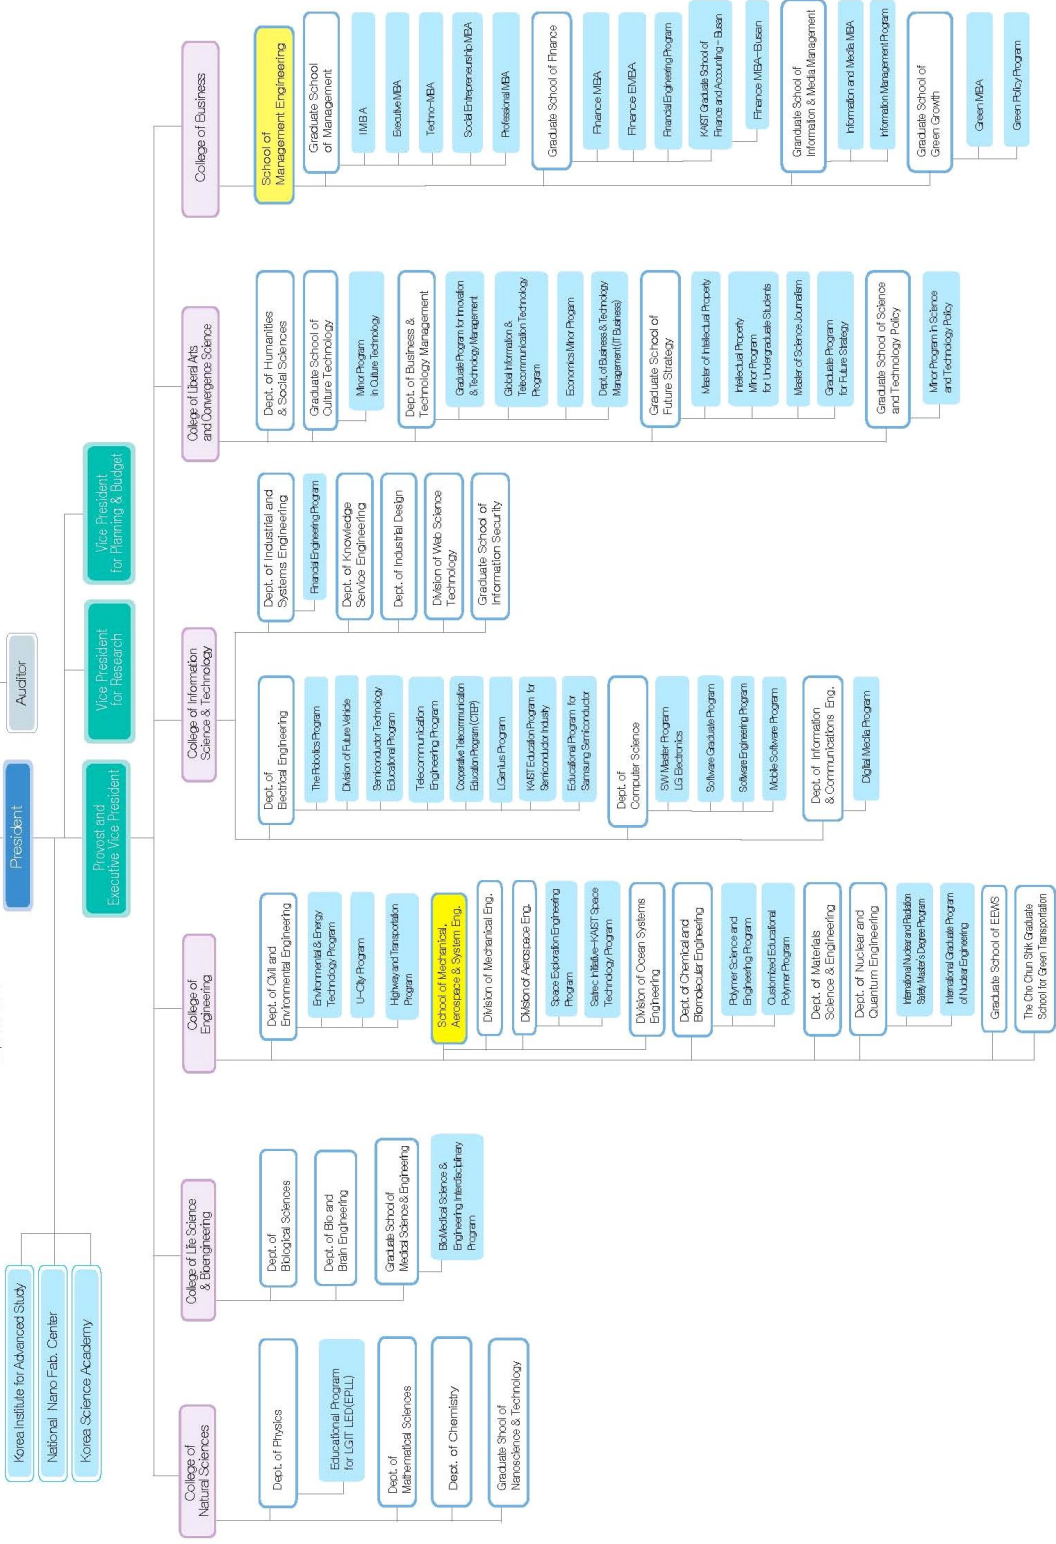 Auditor
President
Korea Institute for Advanced Study
National Nano Fab. Center
Korea Science Academy
Provost and
Executive Vice President
Vice President
for Research
Vice President
for Planning & Budget
College of
Natural Sciences
Dept. of Physics
Educational Program
for LGIT LED(EPLL)
Dept. of
Mathematical Sciences
Dept. of Chemistry
Graduate Shool of
Nanoscience & Technology
College of Life Science
& Bioengineering
Dept. of
Biological Sciences
Dept. of Bio and
Brain Engineering
Graduate School of
Medical Science & Engineering
BioMedical Science &
Engineering Interdisciplinary
Program
College of
Engineering
Dept. of Civil and
Environmental Engineering
Environmental & Energy
Technology Program
U-City Program
Highway and Transportation
Program
School of Mechanical,
Aerospace & System Eng.
Division of Mechanical Eng.
Division of Aerospace Eng.
Space Exploration Engineering
Program
Satrec Initiative-KAIST Space
Technology Program
Division of Ocean Systems
Engineering
Dept. of Chemical and
Biomolecular Engineering
Polymer Science and
Engineering Program
Customized Educational
Polymer Program
Dept. of Materials
Science & Engineering
Dept. of Nuclear and
Quantum Engineering
International Nuclear and Radiation
Safety Master's Degree Program
International Graduate Program
of Nuclear Engineering
Graduate School of EEWS
The Cho Chun Shik Graduate
School for Green Transportation
College of Information
Science & Technology
Dept. of
Electrical Engineering
The Robotics Program
Division of Future Vehicle
Semiconductor Technology
Educational Program
Telecommunication
Engineering Program
Cooperative Telecommunication
Education Program (CTEP)
LGenius Program
KAIST Education Program for
Semiconductor Industy
Educational Program for
Samsung Semiconductor
Dept. of
Computer Science
SW Master Program
LG Electronics
Software Graduate Program
Software Engineering Program
Mobile Software Program
Dept. of Information
& Communications Eng.
Digital Media Program
Dept. of Industrial and
Systems Engineering
Financial Engineering Program
Dept. of Knowledge
Service Engineering
Dept. of Industrial Design
Division of Web Science
Technology
Graduate School of
Information Security
College of Liberal Arts
and Convergence Science
Dept. of Humanities
& Social Sciences
Graduate School of
Culture Technology
Minor Program
in Culture Technology
Dept. of Business &
Technology Management
Graduate Program for Innovation
& Technology Management
Global Information &
Telecommunication Technology
Program
Economics Minor Progam
Dept. of Business & Technology
Management (IT Business)
Graduate School of
Future Strategy
Master of Intellectual Property
Intellectual Property
Minor Program
for Undergraduate Students
Master of Science Journalism
Graduate Program
for Future Strategy
Graduate School of Science
and Technology Policy
Minor Program in Science
and Technology Policy
College of Business
School of
Management Engineering
Graduate School
of Management
IMBA
Executive MBA
Techno-MBA
Social Entrepreneurship MBA
Professional MBA
Graduate School of Finance
Finance MBA
Finance EMBA
Financial Engineering Program
KAIST Graduate School of
Finance and Accounting - Busan
Finance MBA-Busan
Granduate School of
Information & Media Management
Information and Media MBA
Information Management Program
Graduate School of
Green Growth
Green MBA
Green Policy Program